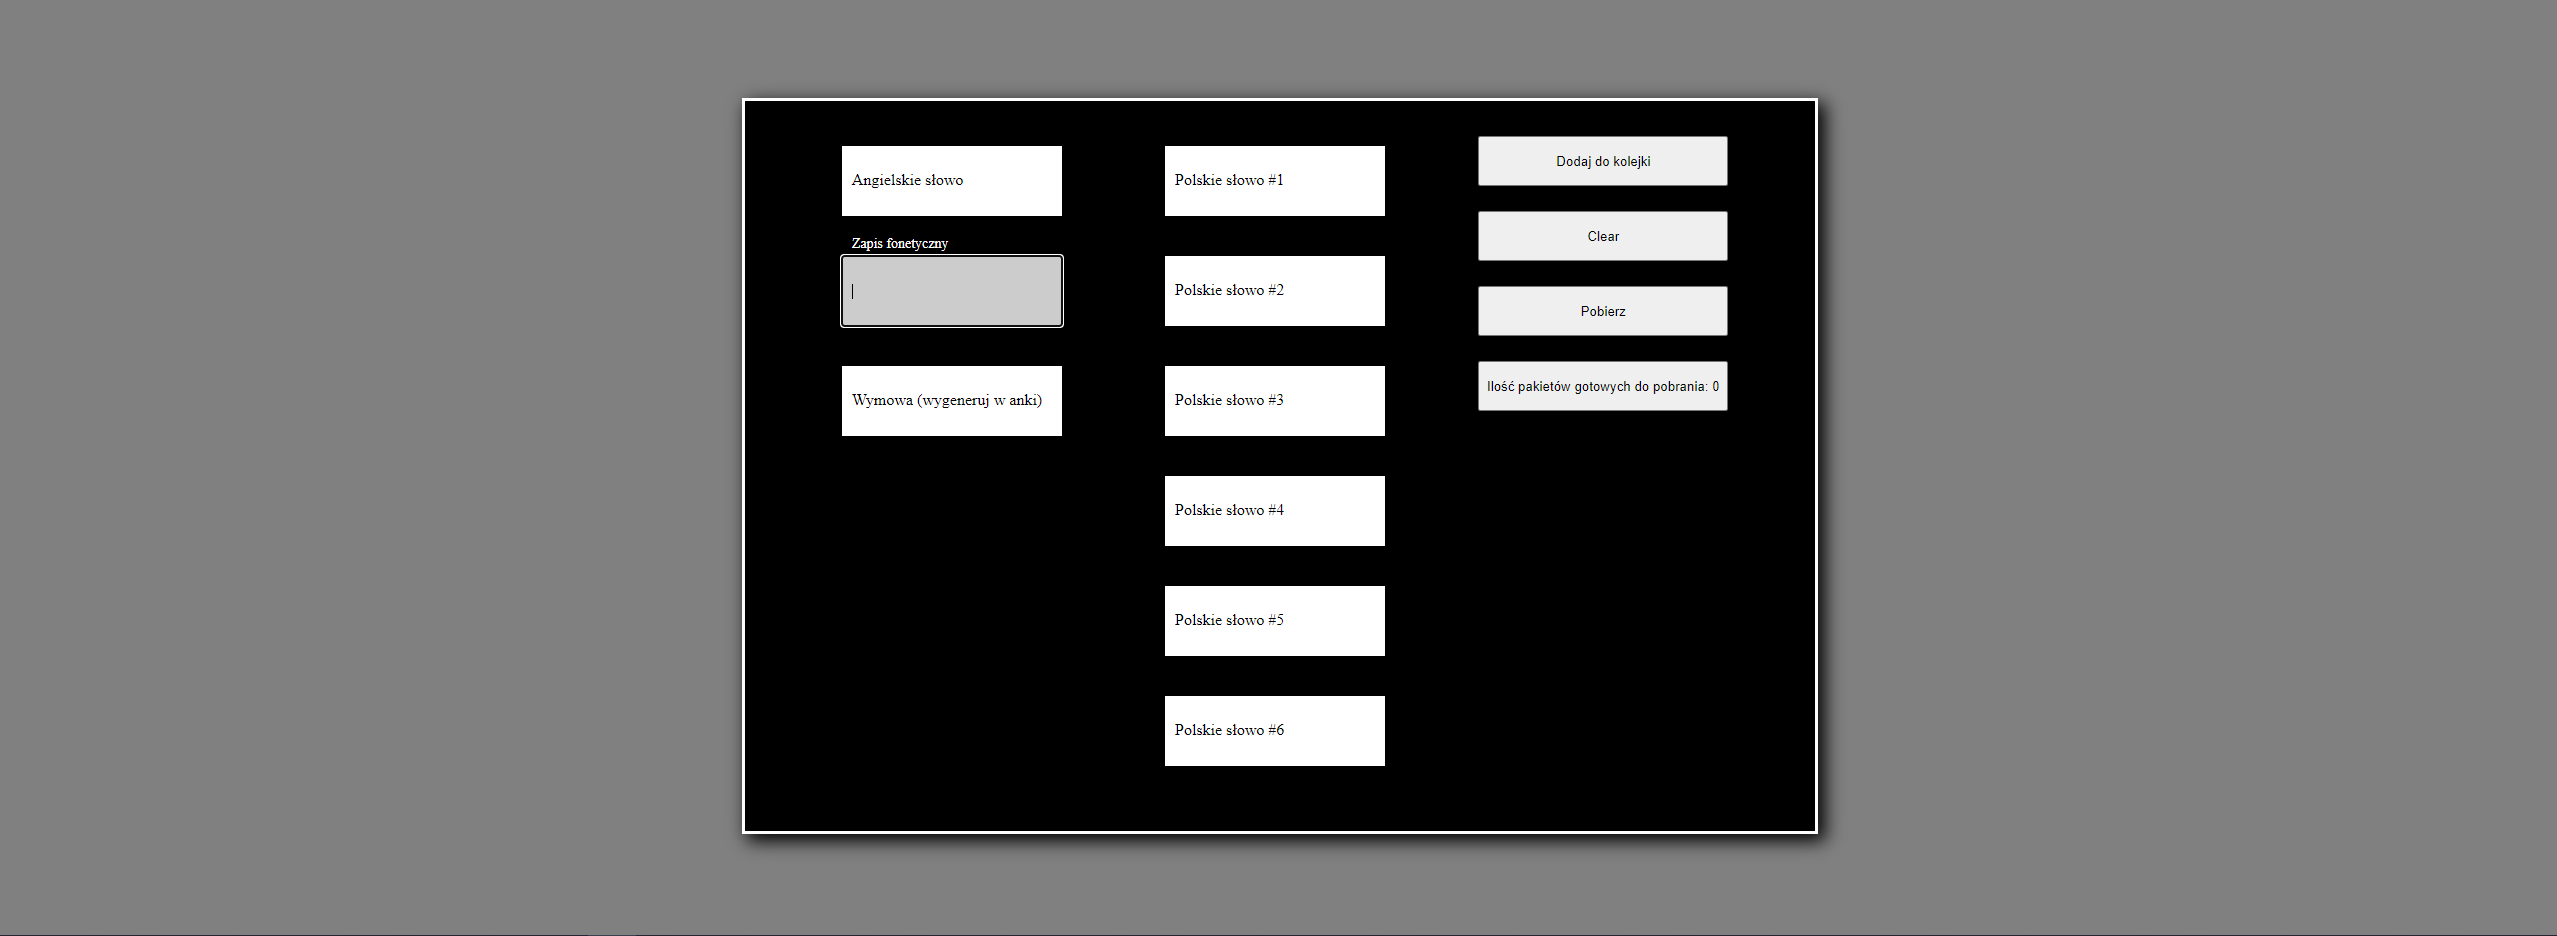 Angielskie słowo
Zapis fonetyczny
Wymowa (wygeneruj w anki)
Polskie słowo #1
Polskie słowo #2
Polskie słowo #3
Polskie słowo #4
Polskie słowo #5
Polskie słowo #6
Dodaj do kolejki
Clear
Pobierz
Ilość pakietów gotowych do pobrania: 0